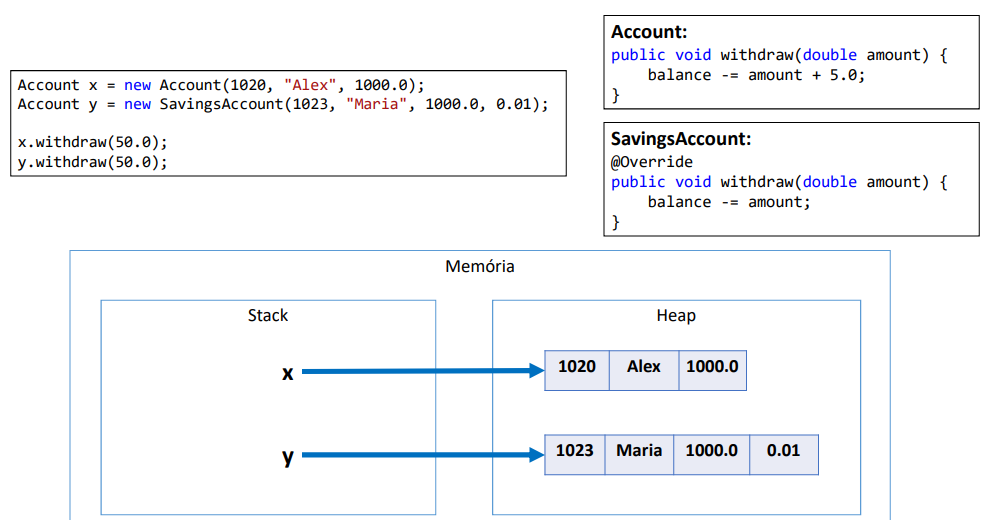 Account x = new Account(1020, "Alex", 1000.0);
Account y = new SavingsAccount(1023, "Maria", 1000.0, 0.01);
x.withdraw(50.0);
y.withdraw(50.0);
Account:
public void withdraw(double amount) {
    balance -= amount + 5.0;
}
SavingsAccount:
@Override
public void withdraw(double amount) {
    balance -= amount;
}
Memória
Stack
Heap
x
1020 Alex 1000.0
y
1023 Maria 1000.0 0.01